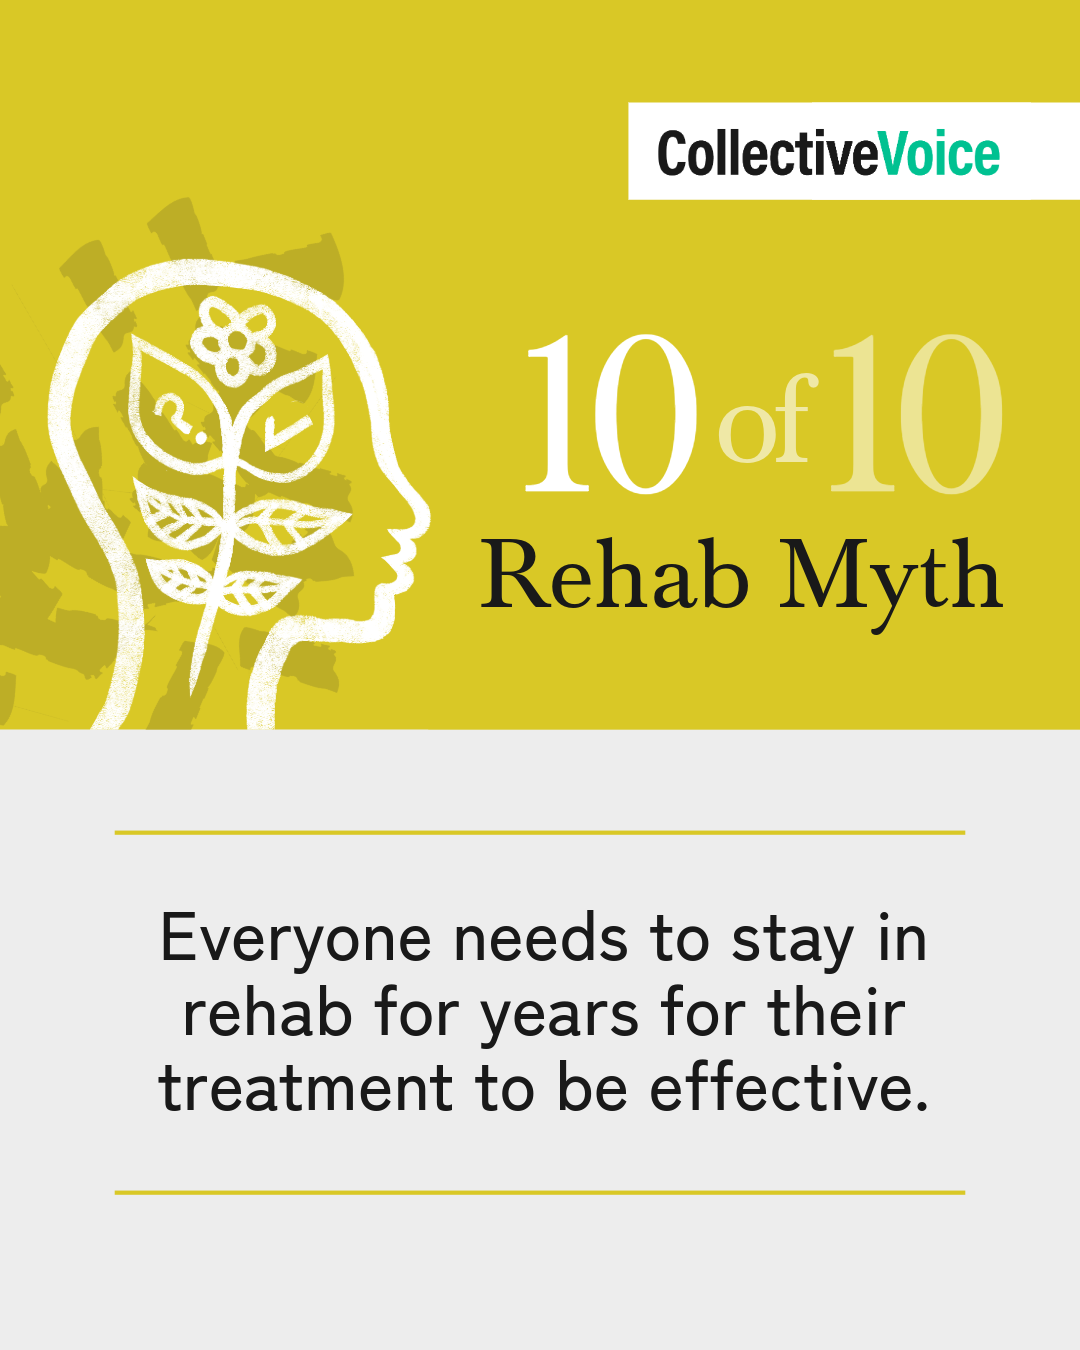 CollectiveVoice
10 of 10
Rehab Myth
Everyone needs to stay in
rehab for years for their
treatment to be effective.